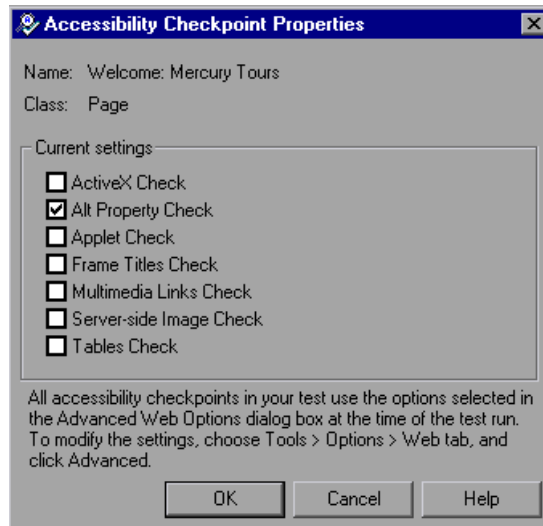 Accessibility Checkpoint Properties
Name: Welcome: Mercury Tours
Class: Page
Current settings
ActiveX Check
Alt Property Check
Applet Check
Frame Titles Check
Multimedia Links Check
Server-side Image Check
Tables Check
All accessibility checkpoints in your test use the options selected in
the Advanced Web Options dialog box at the time of the test run.
To modify the settings, choose Tools > Options > Web tab, and
click Advanced.
OK Cancel Help